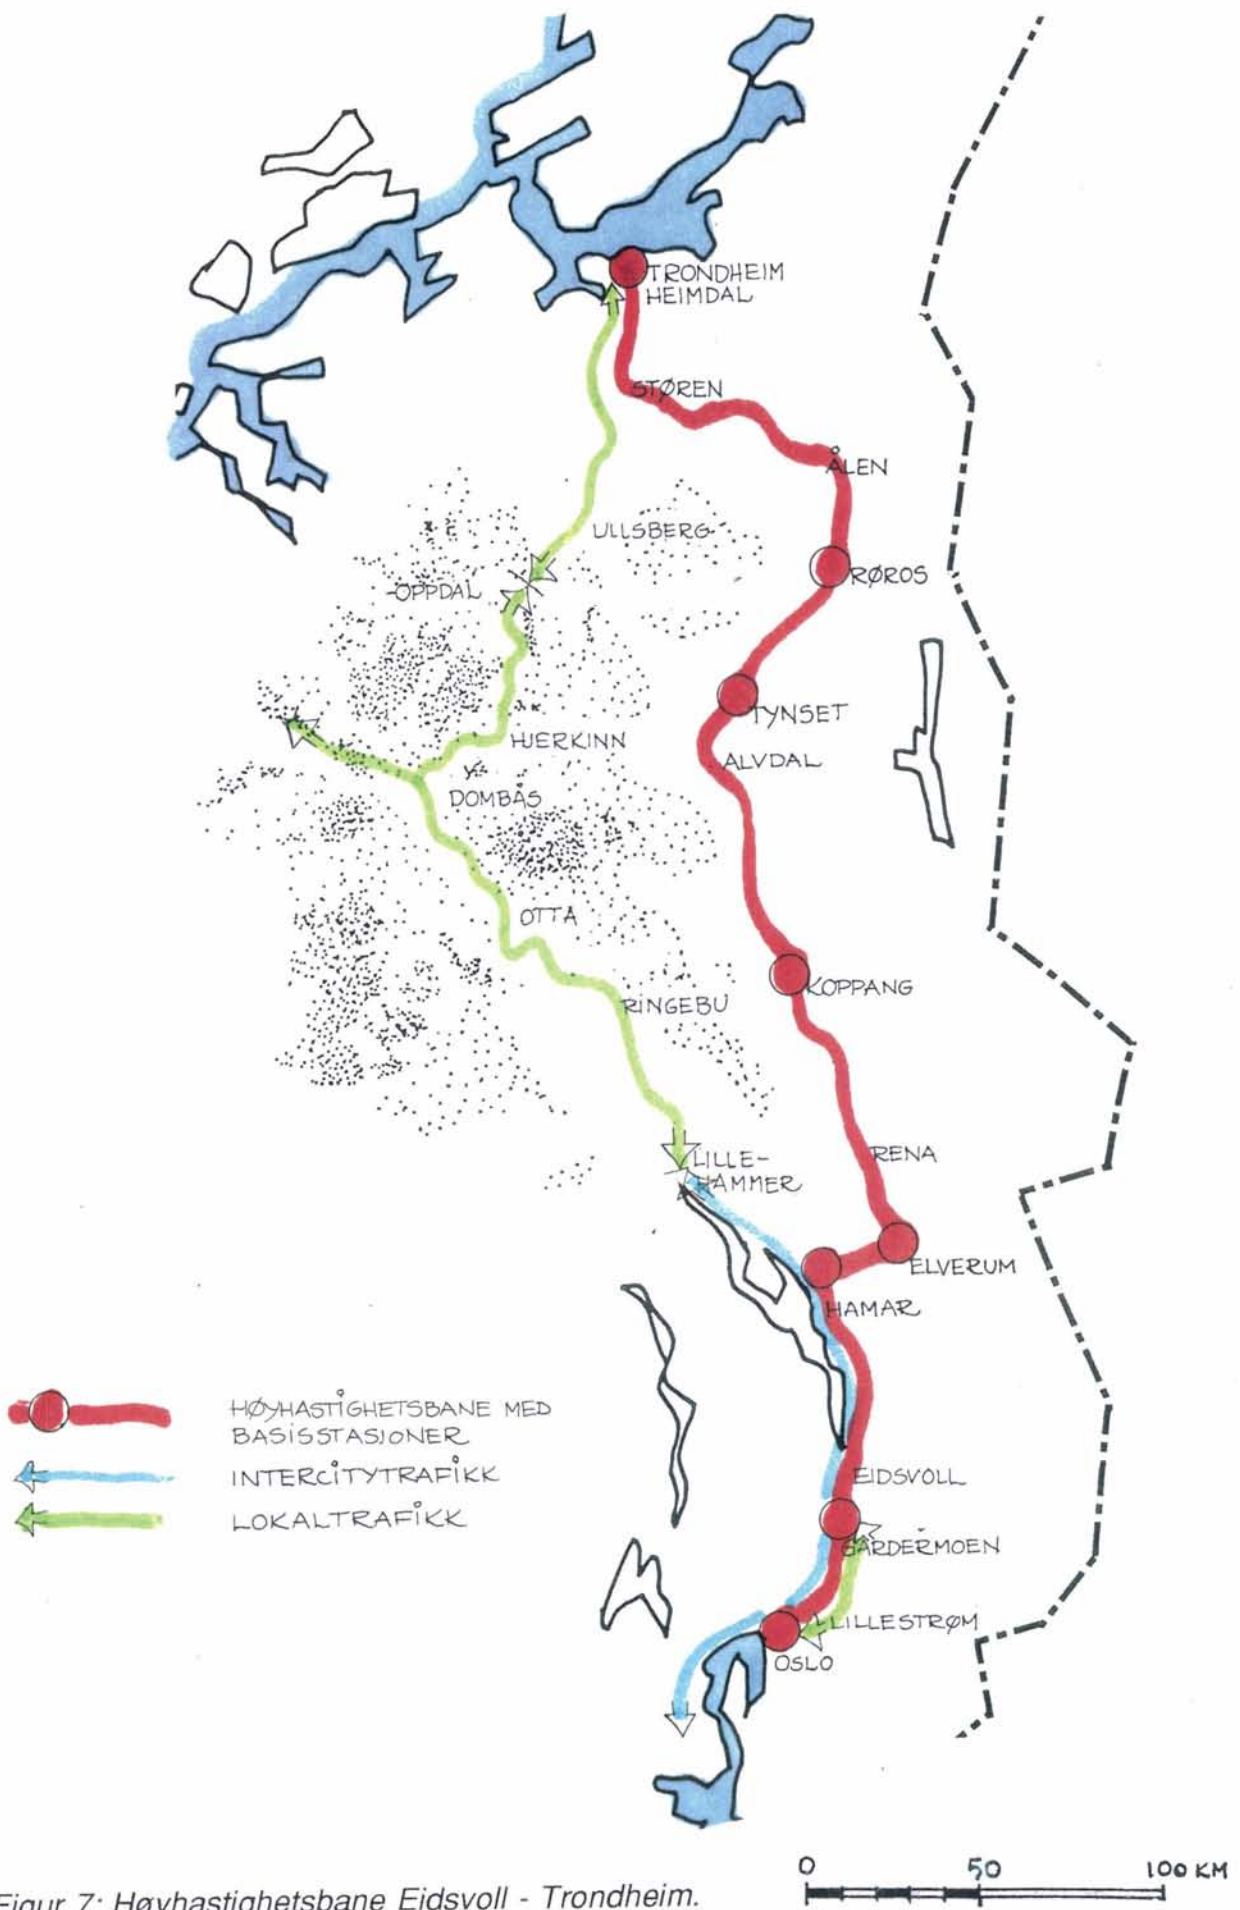 TRONDHEIM
HEIMDAL
STØREN
ÅLEN
ULLSBERG
RØROS
OPPDAL
TYNSET
HJERKINN
ALVDAL
DOMBÅS
OTTA
KOPPANG
RINGEBU
RENA
LILLE-
HAMMER
ELVERUM
HAMAR
HØYHASTIGHETSBANE MED
BASISSTASJONER
INTERCITYTRAFIKK
LOKALTRAFIKK
EIDSVOLL
GARDERMOEN
LILLESTRØM
OSLO
0 50 100 KM
Figur 7: Høyhastighetsbane Eidsvoll - Trondheim.